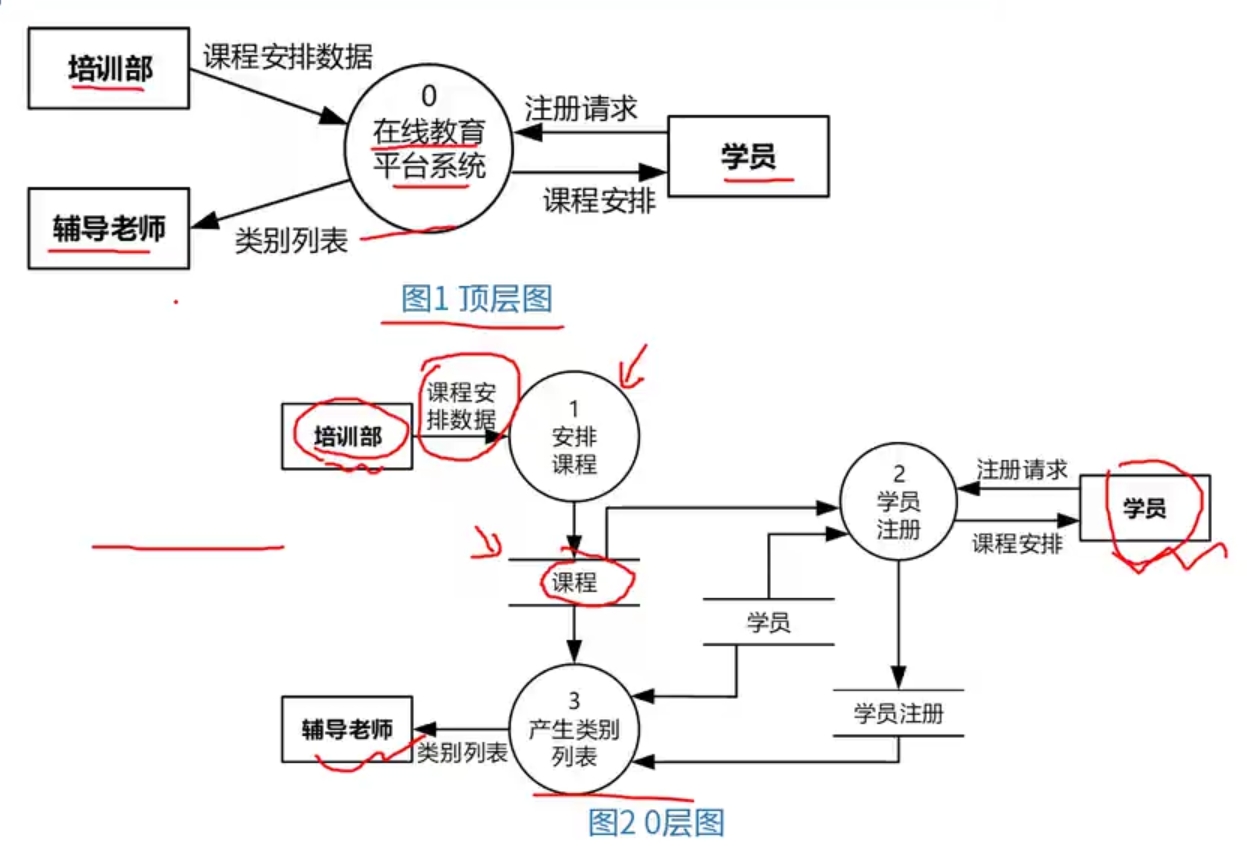 培训部
课程安排数据
0
在线教育
平台系统
注册请求
学员
课程安排
辅导老师
类别列表
图1 顶层图
培训部
课程安
排数据
1
安排
课程
2
学员
注册
注册请求
学员
课程安排
课程
学员
学员注册
辅导老师
类别列表
3
产生类别
列表
图2 0层图